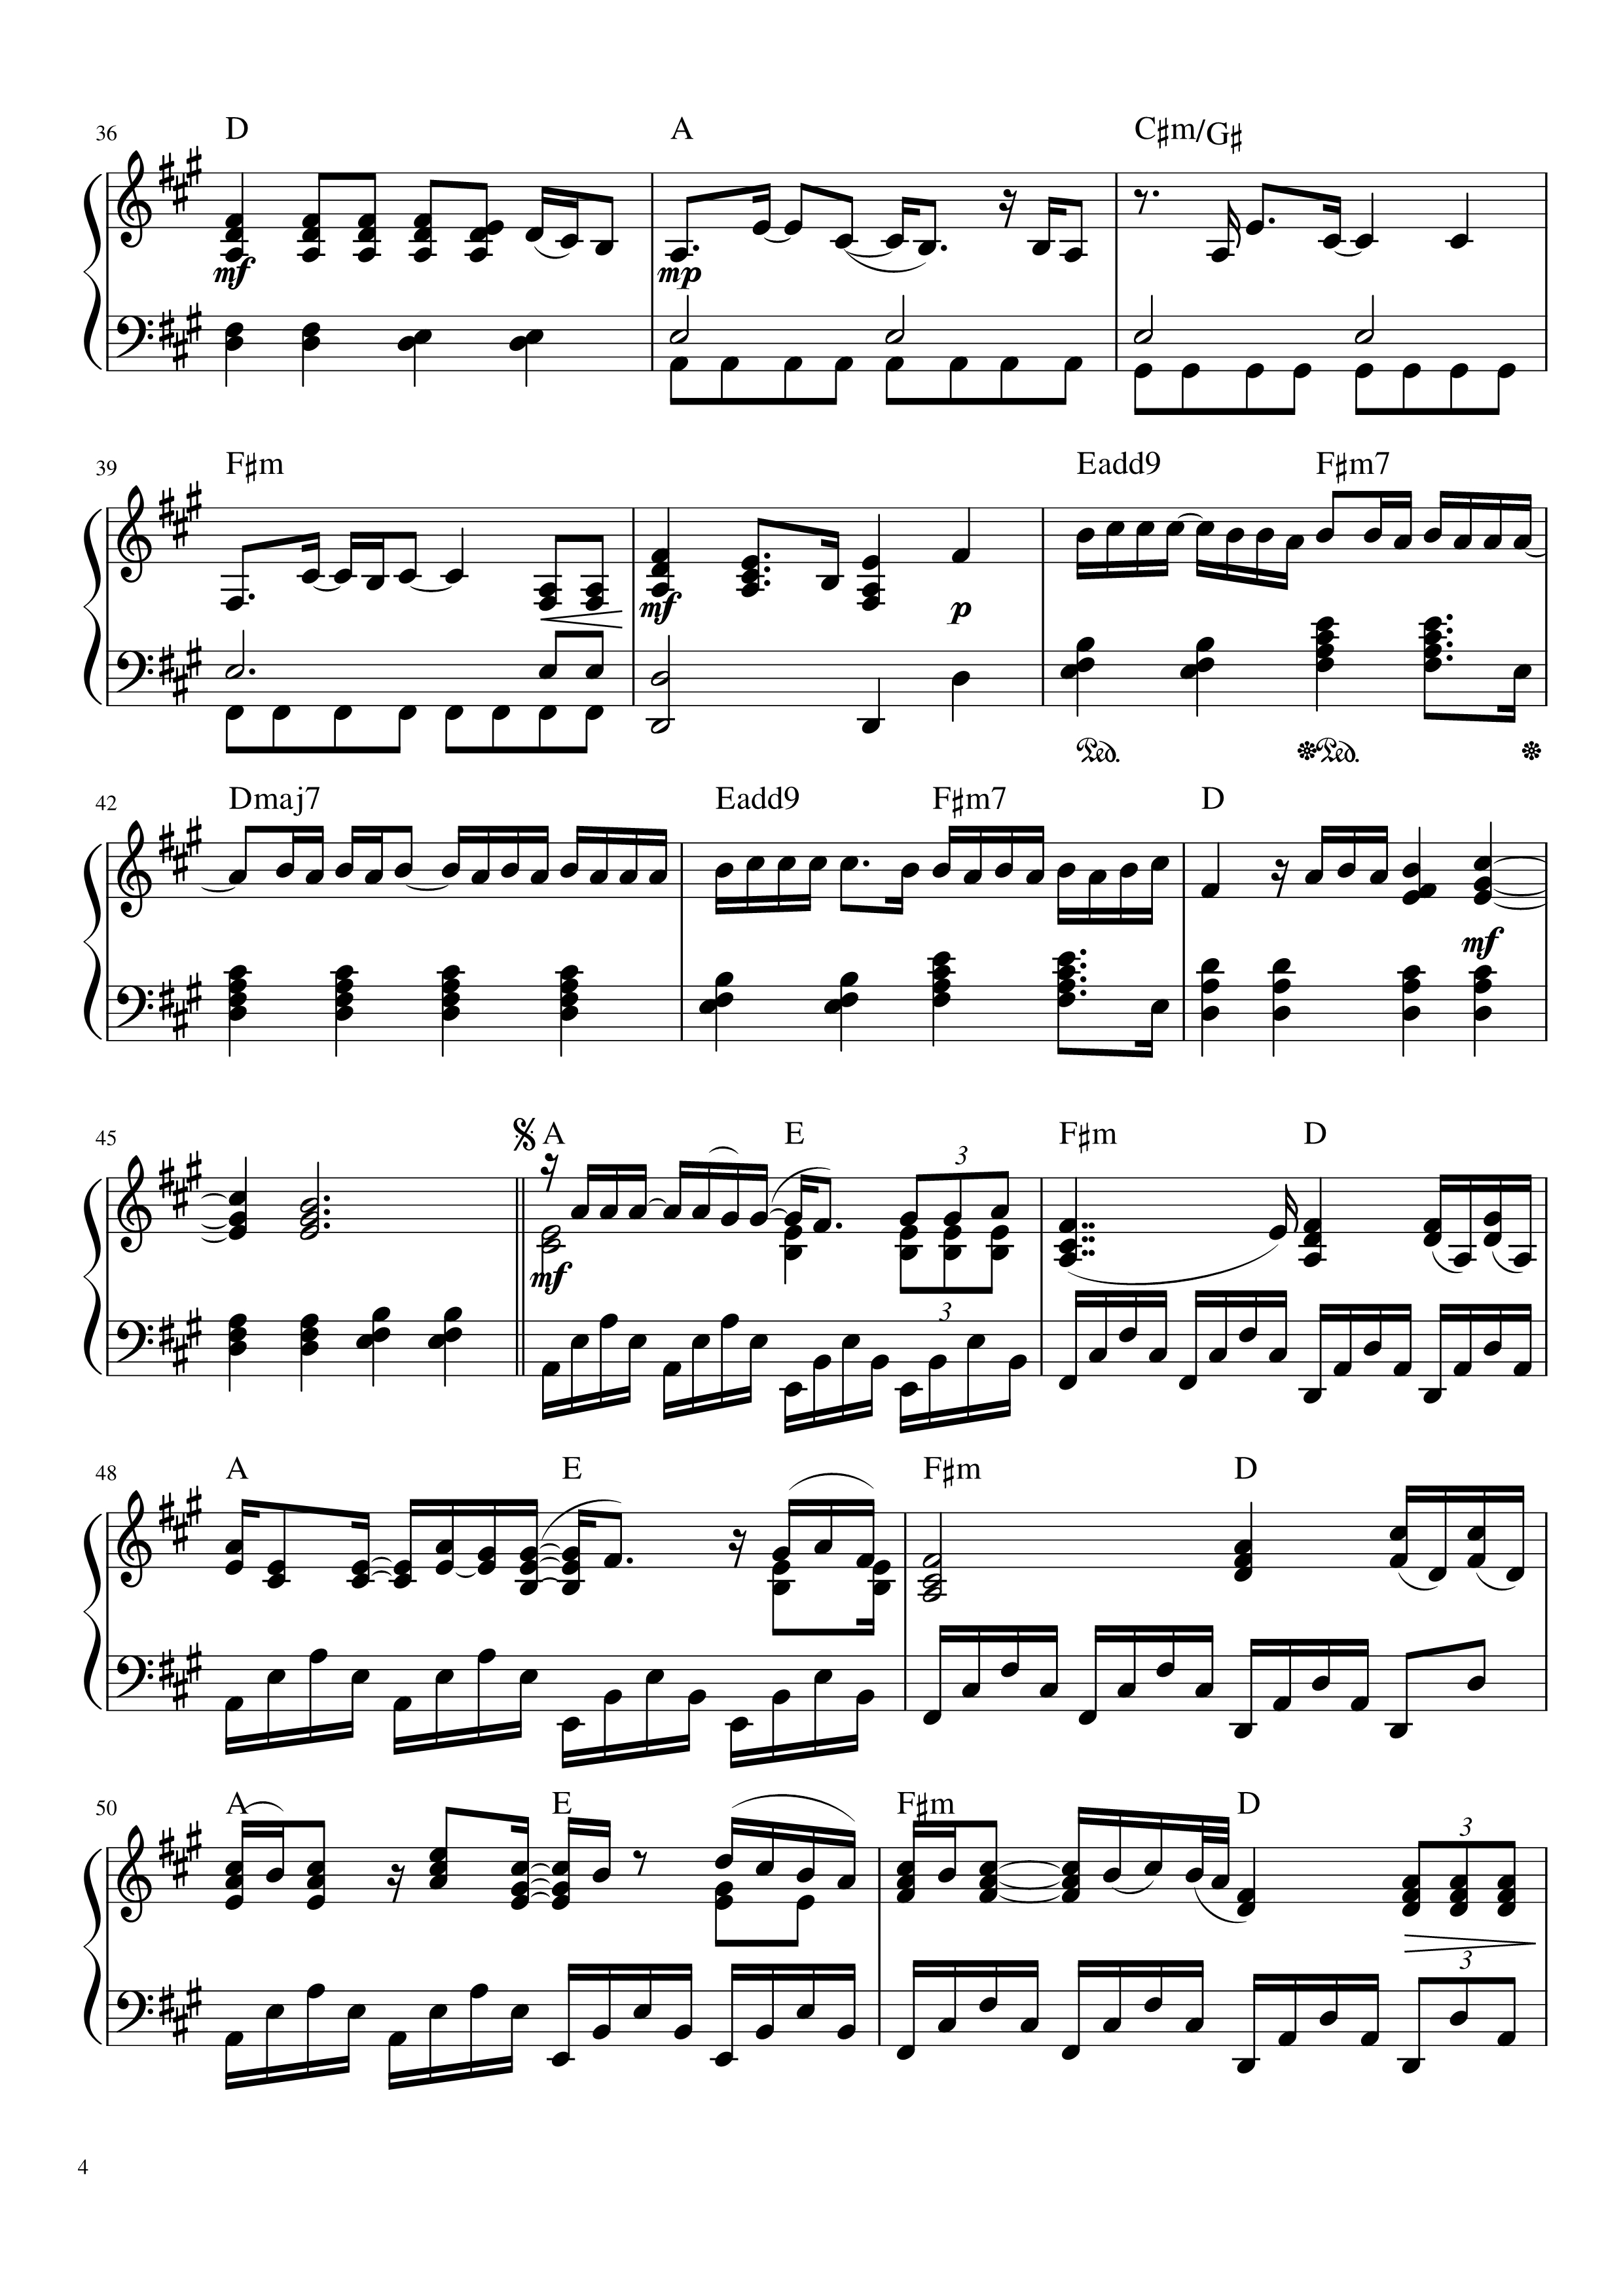 36 D A C♯m/G♯
mf mp
39 F♯m Eadd9 F♯m7
mf p
Ped. Ped.
42 Dmaj7 Eadd9 F♯m7 D
mf
45 A E F♯m D
3
mf
3
48 A E F♯m D
50 A E F♯m D
3
3
4